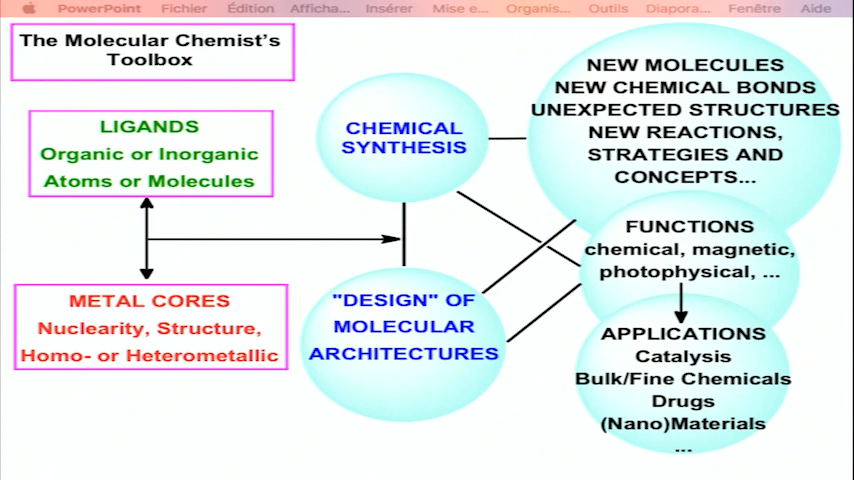 PowerPoint Fichier Édition Afficha... Insérer Mise e... Organis... Outils Diapora... Fenêtre Aide
The Molecular Chemist's
Toolbox
LIGANDS
Organic or Inorganic
Atoms or Molecules
METAL CORES
Nuclearity, Structure,
Homo- or Heterometallic
CHEMICAL
SYNTHESIS
"DESIGN" OF
MOLECULAR
ARCHITECTURES
NEW MOLECULES
NEW CHEMICAL BONDS
UNEXPECTED STRUCTURES
NEW REACTIONS,
STRATEGIES AND
CONCEPTS...
FUNCTIONS
chemical, magnetic,
photophysical, ...
APPLICATIONS
Catalysis
Bulk/Fine Chemicals
Drugs
(Nano)Materials
...